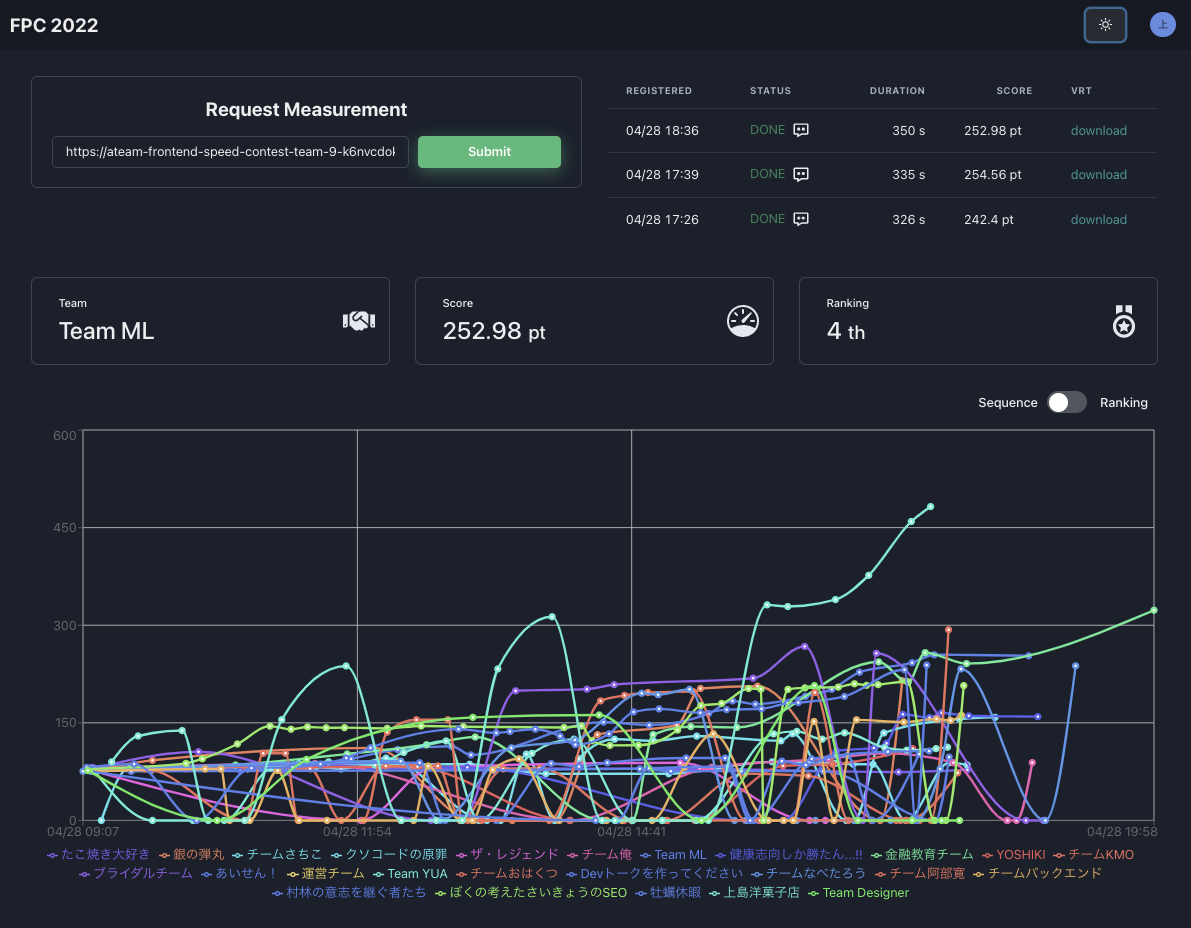 FPC 2022
上
Request Measurement
https://ateam-frontend-speed-contest-team-9-k6nvcdol
Submit
REGISTERED STATUS DURATION SCORE VRT
04/28 18:36 DONE 350 s 252.98 pt download
04/28 17:39 DONE 335 s 254.56 pt download
04/28 17:26 DONE 326 s 242.4 pt download
Team
Team ML
Score
252.98 pt
Ranking
4 th
Sequence Ranking
600
450
300
150
0
04/28 09:07 04/28 11:54 04/28 14:41 04/28 19:58
たこ焼き大好き 銀の弾丸 チームさちこ クソコードの原罪 ザ・レジェンド チーム俺 Team ML 健康志向しか勝たん...!! 金融教育チーム YOSHIKI チームKMO
ブライダルチーム あいせん！ 運営チーム Team YUA チームおはくつ Devトークを作ってください チームなべたろう チーム阿部寛 チームバックエンド
村林の意志を継ぐ者たち ぼくの考えたさいきょうのSEO 牡蠣休暇 上島洋菓子店 Team Designer